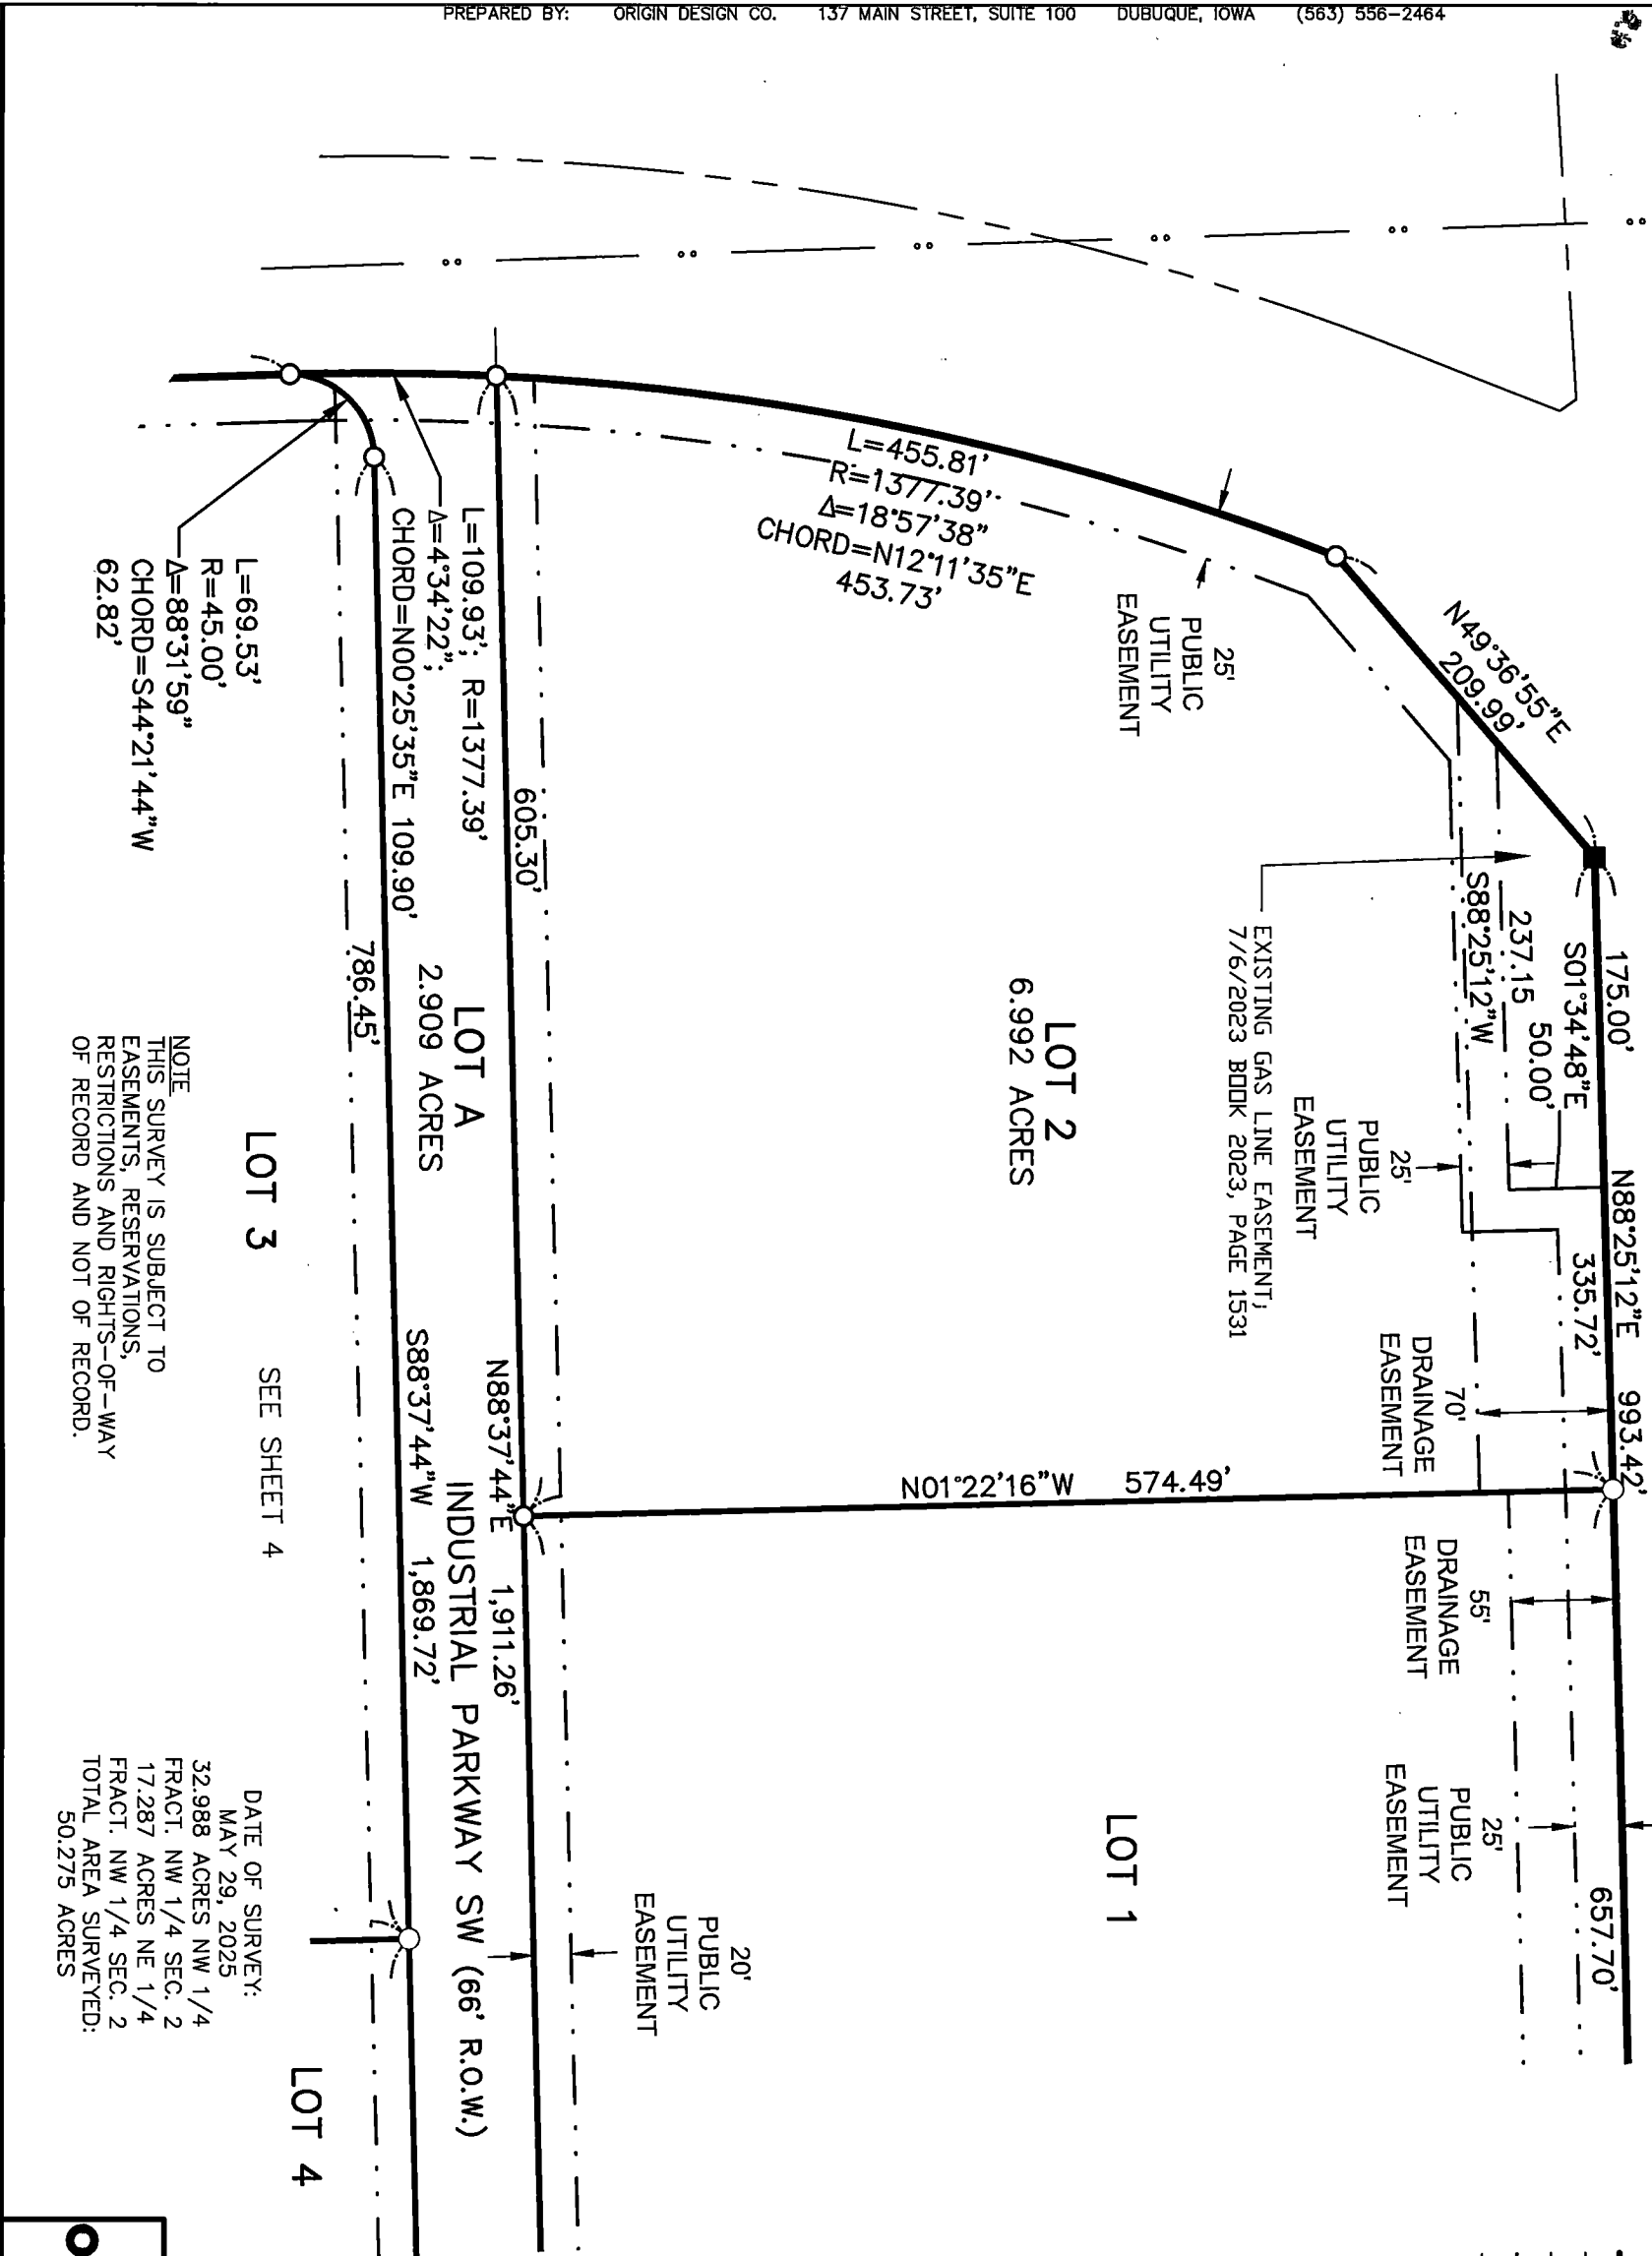 PREPARED BY: ORIGIN DESIGN CO. 137 MAIN STREET, SUITE 100 DUBUQUE, IOWA (563) 556-2464
N49°36'55"E
209.99'
175.00'
N88°25'12"E
993.42'
S01°34'48"E
50.00'
237.15
S88°25'12"W
335.72'
657.70'
L=455.81'
R=1377.39'
Δ=18°57'38"
CHORD=N12°11'35"E
453.73'
25'
PUBLIC
UTILITY
EASEMENT
25'
PUBLIC
UTILITY
EASEMENT
70'
DRAINAGE
EASEMENT
55'
DRAINAGE
EASEMENT
25'
PUBLIC
UTILITY
EASEMENT
EXISTING GAS LINE EASEMENT;
7/6/2023 BOOK 2023, PAGE 1531
LOT 2
6.992 ACRES
N01°22'16"W 574.49'
LOT 1
20'
PUBLIC
UTILITY
EASEMENT
605.30'
N88°37'44"E 1,911.26'
L=109.93'; R=1377.39'
Δ=4°34'22";
CHORD=N00°25'35"E 109.90'
LOT A
2.909 ACRES
INDUSTRIAL PARKWAY SW (66' R.O.W.)
S88°37'44"W 1,869.72'
786.45'
L=69.53'
R=45.00'
Δ=88°31'59"
CHORD=S44°21'44"W
62.82'
LOT 3
SEE SHEET 4
LOT 4
NOTE
THIS SURVEY IS SUBJECT TO
EASEMENTS, RESERVATIONS,
RESTRICTIONS AND RIGHTS-OF-WAY
OF RECORD AND NOT OF RECORD.
DATE OF SURVEY:
MAY 29, 2025
32.988 ACRES NW 1/4
FRACT. NW 1/4 SEC. 2
17.287 ACRES NE 1/4
FRACT. NW 1/4 SEC. 2
TOTAL AREA SURVEYED:
50.275 ACRES